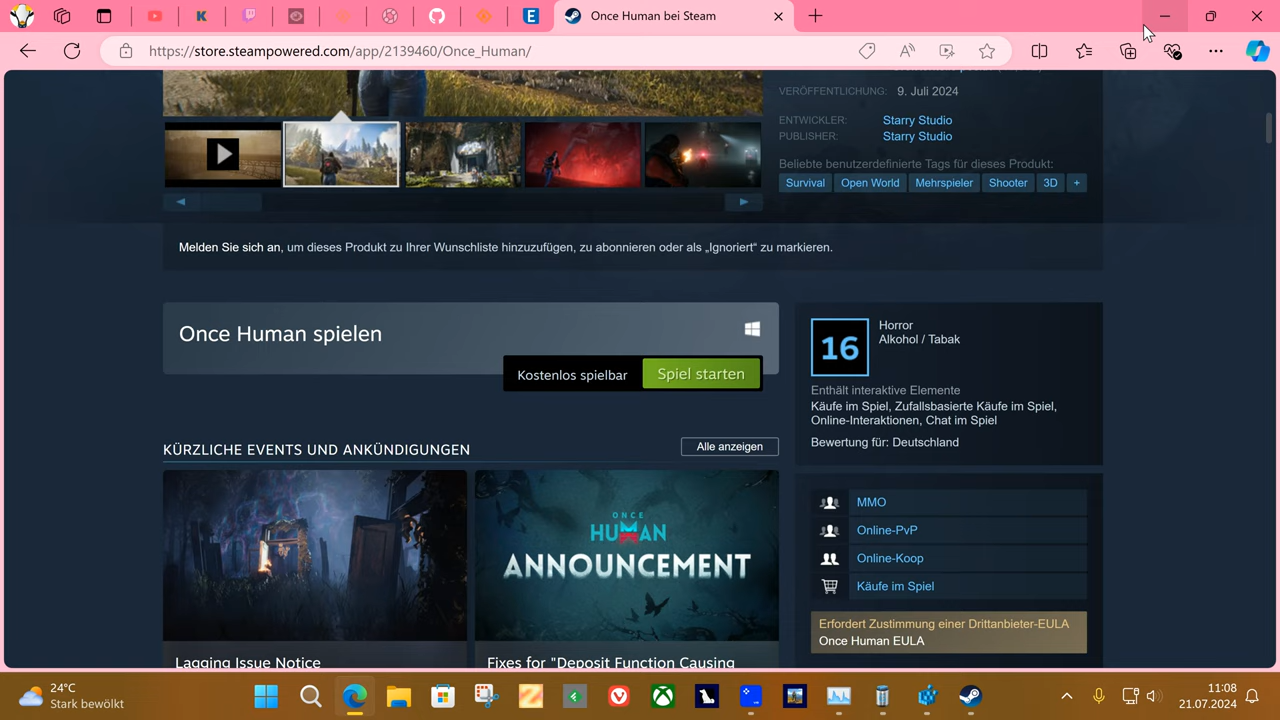 Once Human bei Steam
https://store.steampowered.com/app/2139460/Once_Human/
VERÖFFENTLICHUNG: 9. Juli 2024
ENTWICKLER: Starry Studio
PUBLISHER: Starry Studio
Beliebte benutzerdefinierte Tags für dieses Produkt:
Survival Open World Mehrspieler Shooter 3D +
Melden Sie sich an, um dieses Produkt zu Ihrer Wunschliste hinzuzufügen, zu abonnieren oder als „Ignoriert“ zu markieren.
Once Human spielen
Kostenlos spielbar Spiel starten
16
Horror
Alkohol / Tabak
Enthält interaktive Elemente
Käufe im Spiel, Zufallsbasierte Käufe im Spiel,
Online-Interaktionen, Chat im Spiel
Bewertung für: Deutschland
KÜRZLICHE EVENTS UND ANKÜNDIGUNGEN Alle anzeigen
ONCE
HUMAN
ANNOUNCEMENT
Lagging Issue Notice
Fixes for "Deposit Function Causing
MMO
Online-PvP
Online-Koop
Käufe im Spiel
Erfordert Zustimmung einer Drittanbieter-EULA
Once Human EULA
24°C
Stark bewölkt
11:08
21.07.2024